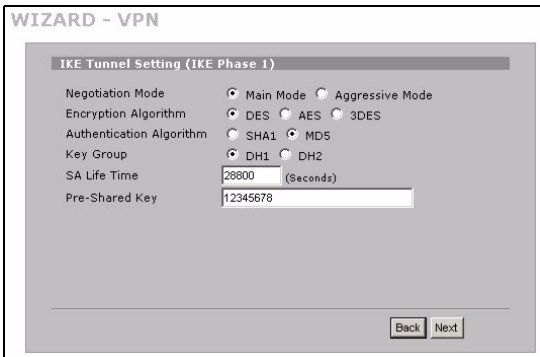 WIZARD - VPN
IKE Tunnel Setting (IKE Phase 1)
Negotiation Mode Main Mode Aggressive Mode
Encryption Algorithm DES AES 3DES
Authentication Algorithm SHA1 MD5
Key Group DH1 DH2
SA Life Time 28800 (Seconds)
Pre-Shared Key 12345678
Back Next